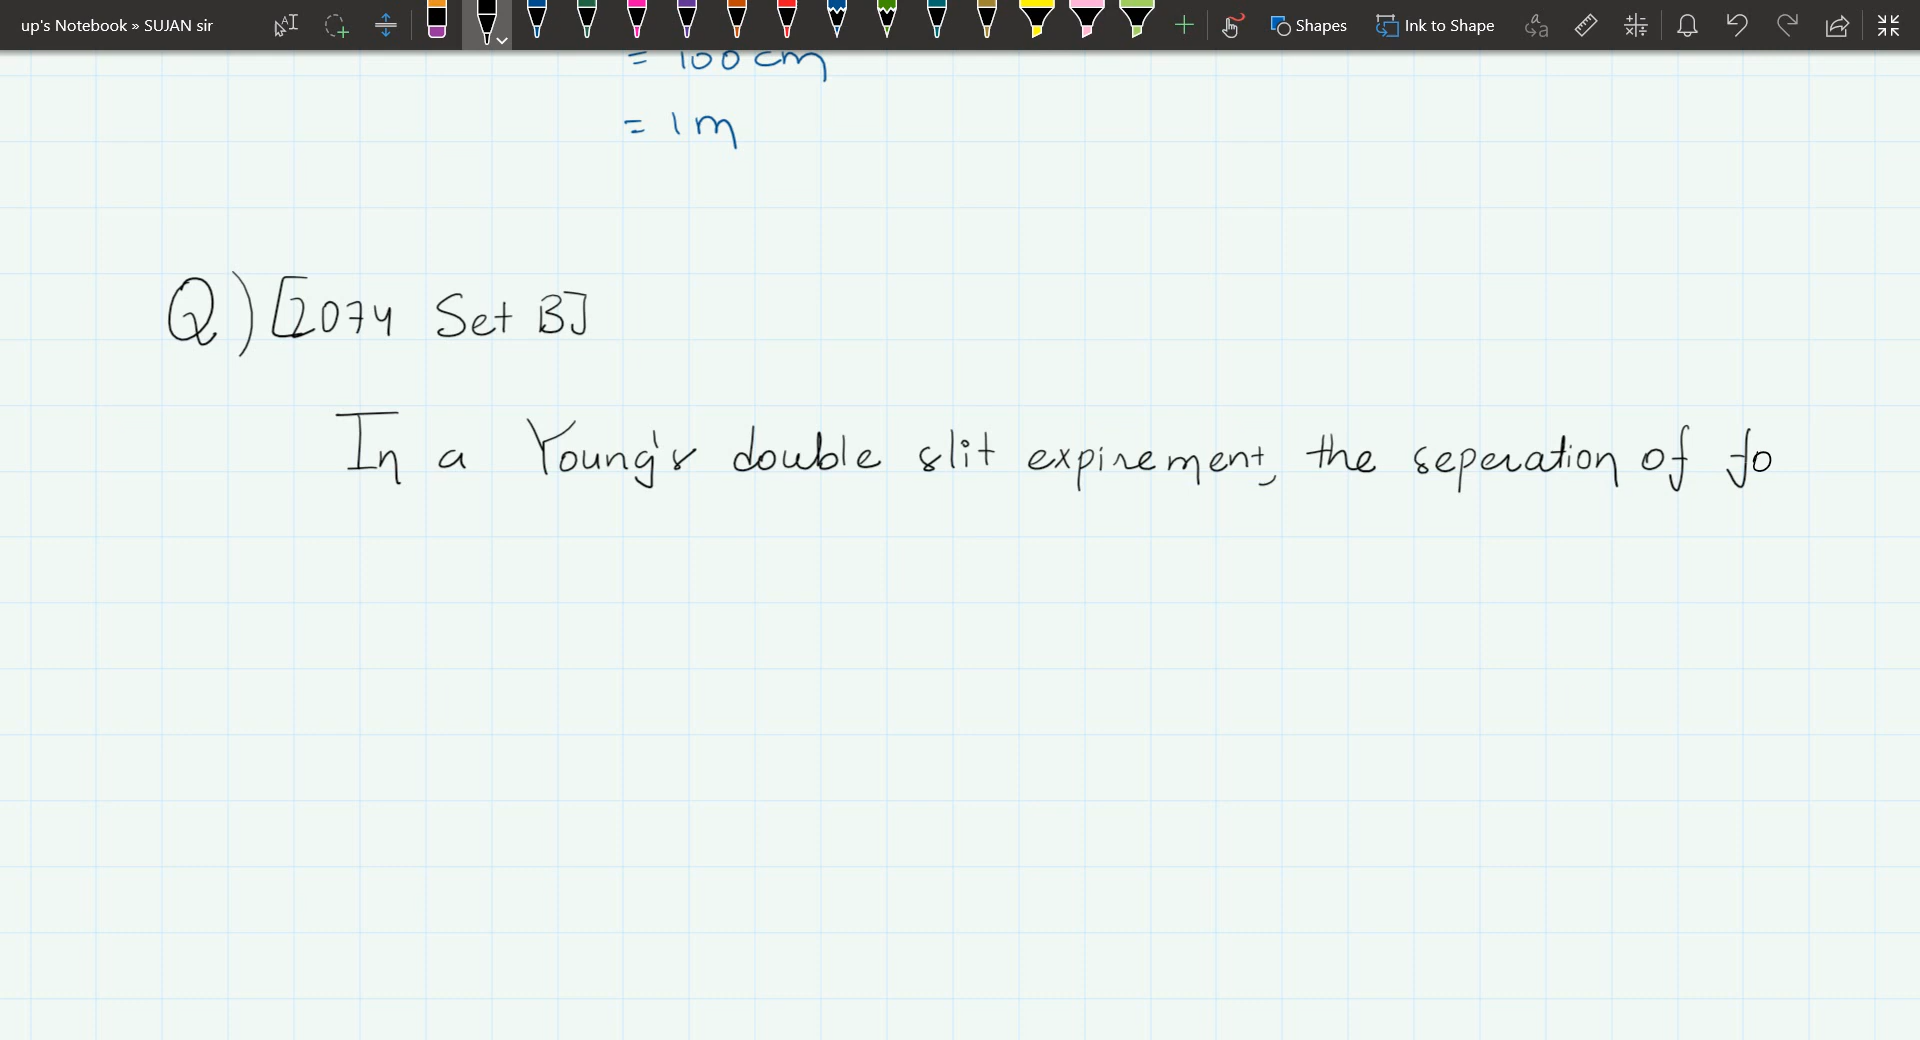 up's Notebook » SUJAN sir
Shapes
Ink to Shape
= 100 cm
= 1 m
Q) [2074 Set B]
In a Young's double slit expirement, the seperation of fo